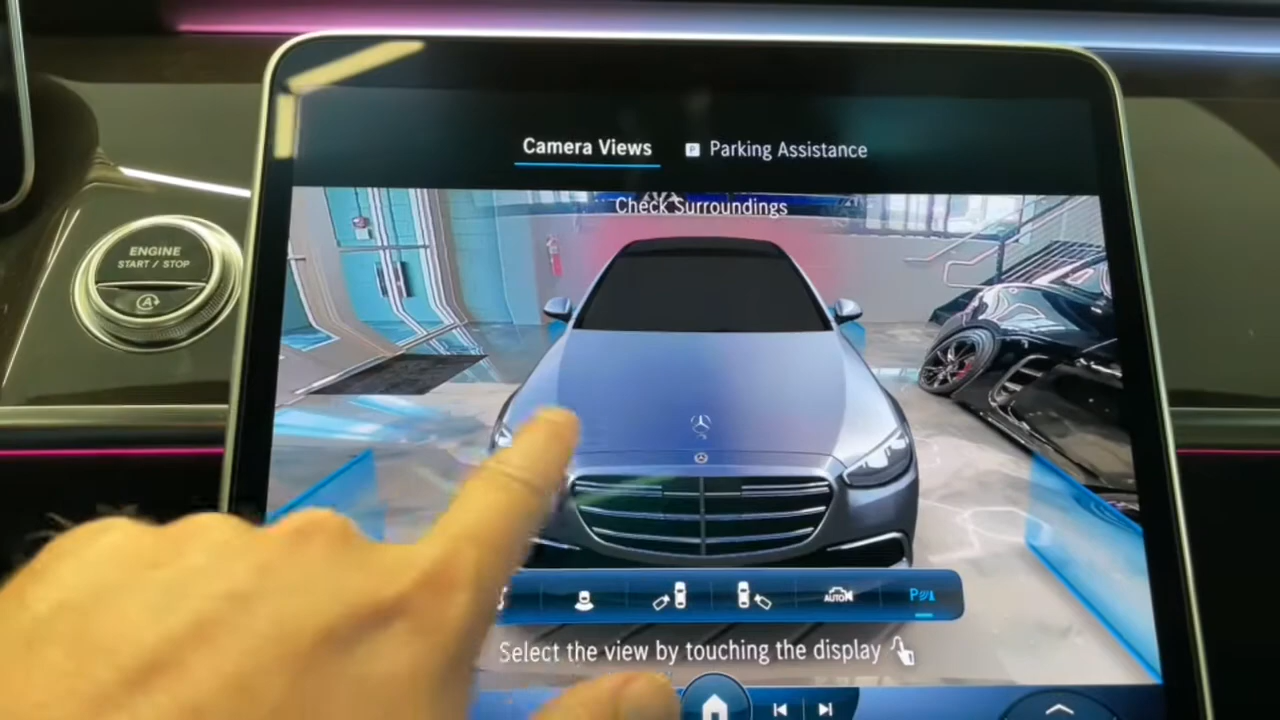 Camera Views
P Parking Assistance
Check Surroundings
ENGINE
START / STOP
A
AUTO
P
Select the view by touching the display